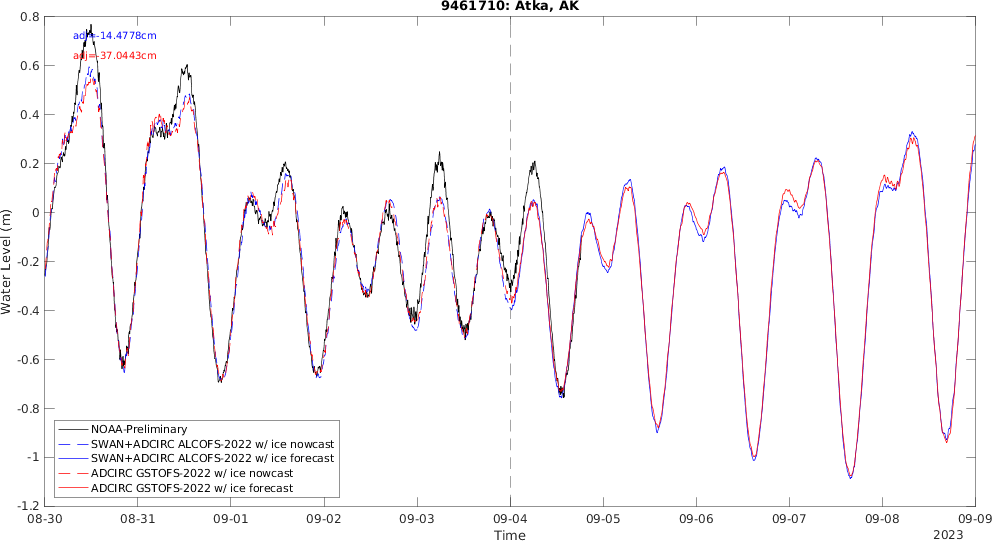 9461710: Atka, AK
0.8
0.6
0.4
0.2
0
-0.2
-0.4
-0.6
-0.8
-1
-1.2
Water Level (m)
adj=-14.4778cm
adj=-37.0443cm
NOAA-Preliminary
SWAN+ADCIRC ALCOFS-2022 w/ ice nowcast
SWAN+ADCIRC ALCOFS-2022 w/ ice forecast
ADCIRC GSTOFS-2022 w/ ice nowcast
ADCIRC GSTOFS-2022 w/ ice forecast
08-30 08-31 09-01 09-02 09-03 09-04 09-05 09-06 09-07 09-08 09-09
Time
2023